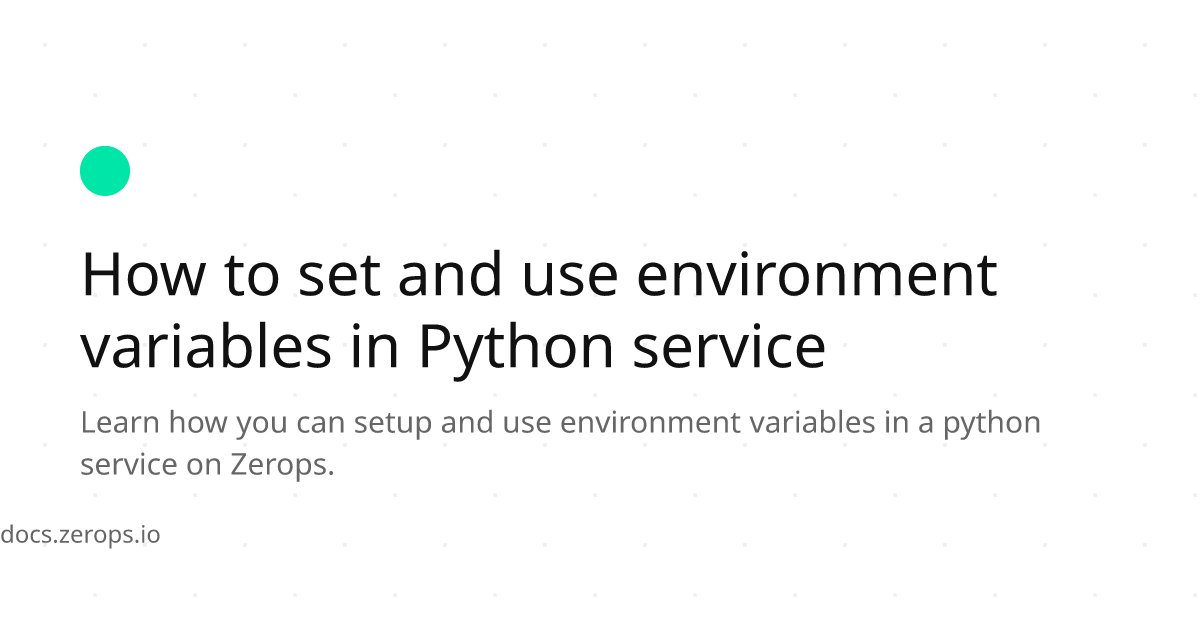 How to set and use environment
variables in Python service
Learn how you can setup and use environment variables in a python
service on Zerops.
docs.zerops.io